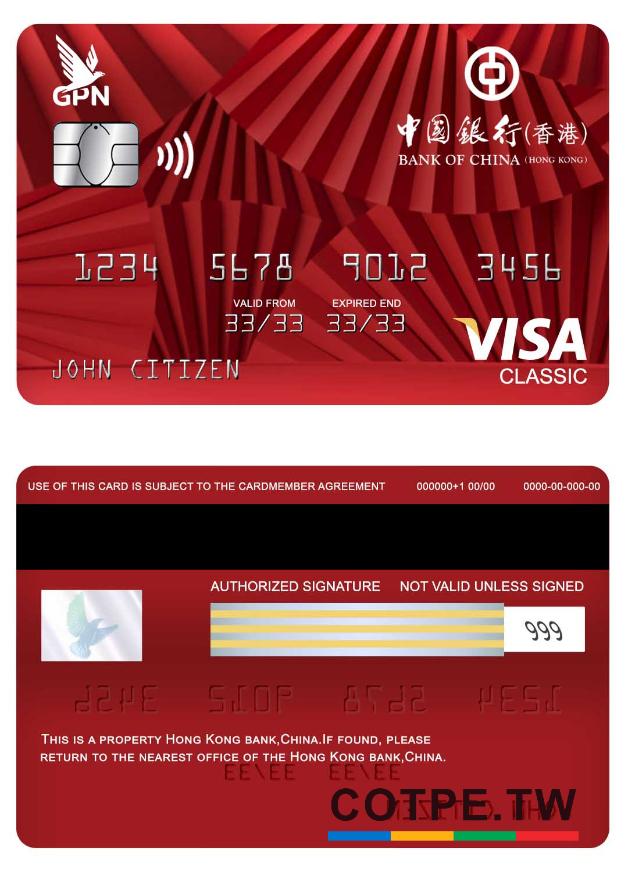 GPN
中國銀行(香港)
BANK OF CHINA (HONG KONG)
1234 5678 9012 3456
VALID FROM EXPIRED END
33/33 33/33
JOHN CITIZEN
VISA
CLASSIC
USE OF THIS CARD IS SUBJECT TO THE CARDMEMBER AGREEMENT 000000+1 00/00 0000-00-000-00
AUTHORIZED SIGNATURE NOT VALID UNLESS SIGNED
999
THIS IS A PROPERTY HONG KONG BANK,CHINA.IF FOUND, PLEASE
RETURN TO THE NEAREST OFFICE OF THE HONG KONG BANK,CHINA.
COTPE.TW